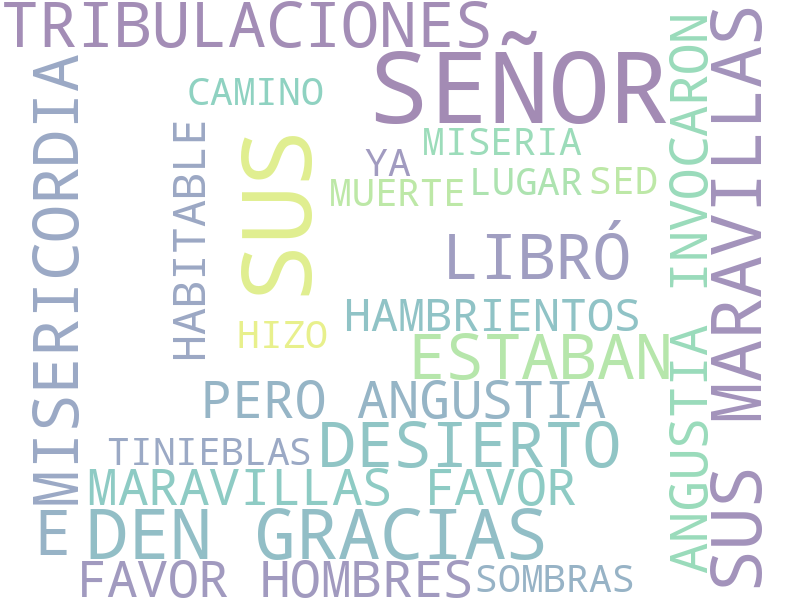 TRIBULACIONES
SEÑOR
CAMINO
MISERIA
YA
MUERTE
LUGAR
SED
MISERICORDIA
HABITABLE
SUS
LIBRÓ
HAMBRIENTOS
HIZO
ESTABAN
PERO ANGUSTIA
DESIERTO
TINIEBLAS
MARAVILLAS FAVOR
E
DEN GRACIAS
FAVOR HOMBRES
SOMBRAS
ANGUSTIA INVOCARON
SUS MARAVILLAS